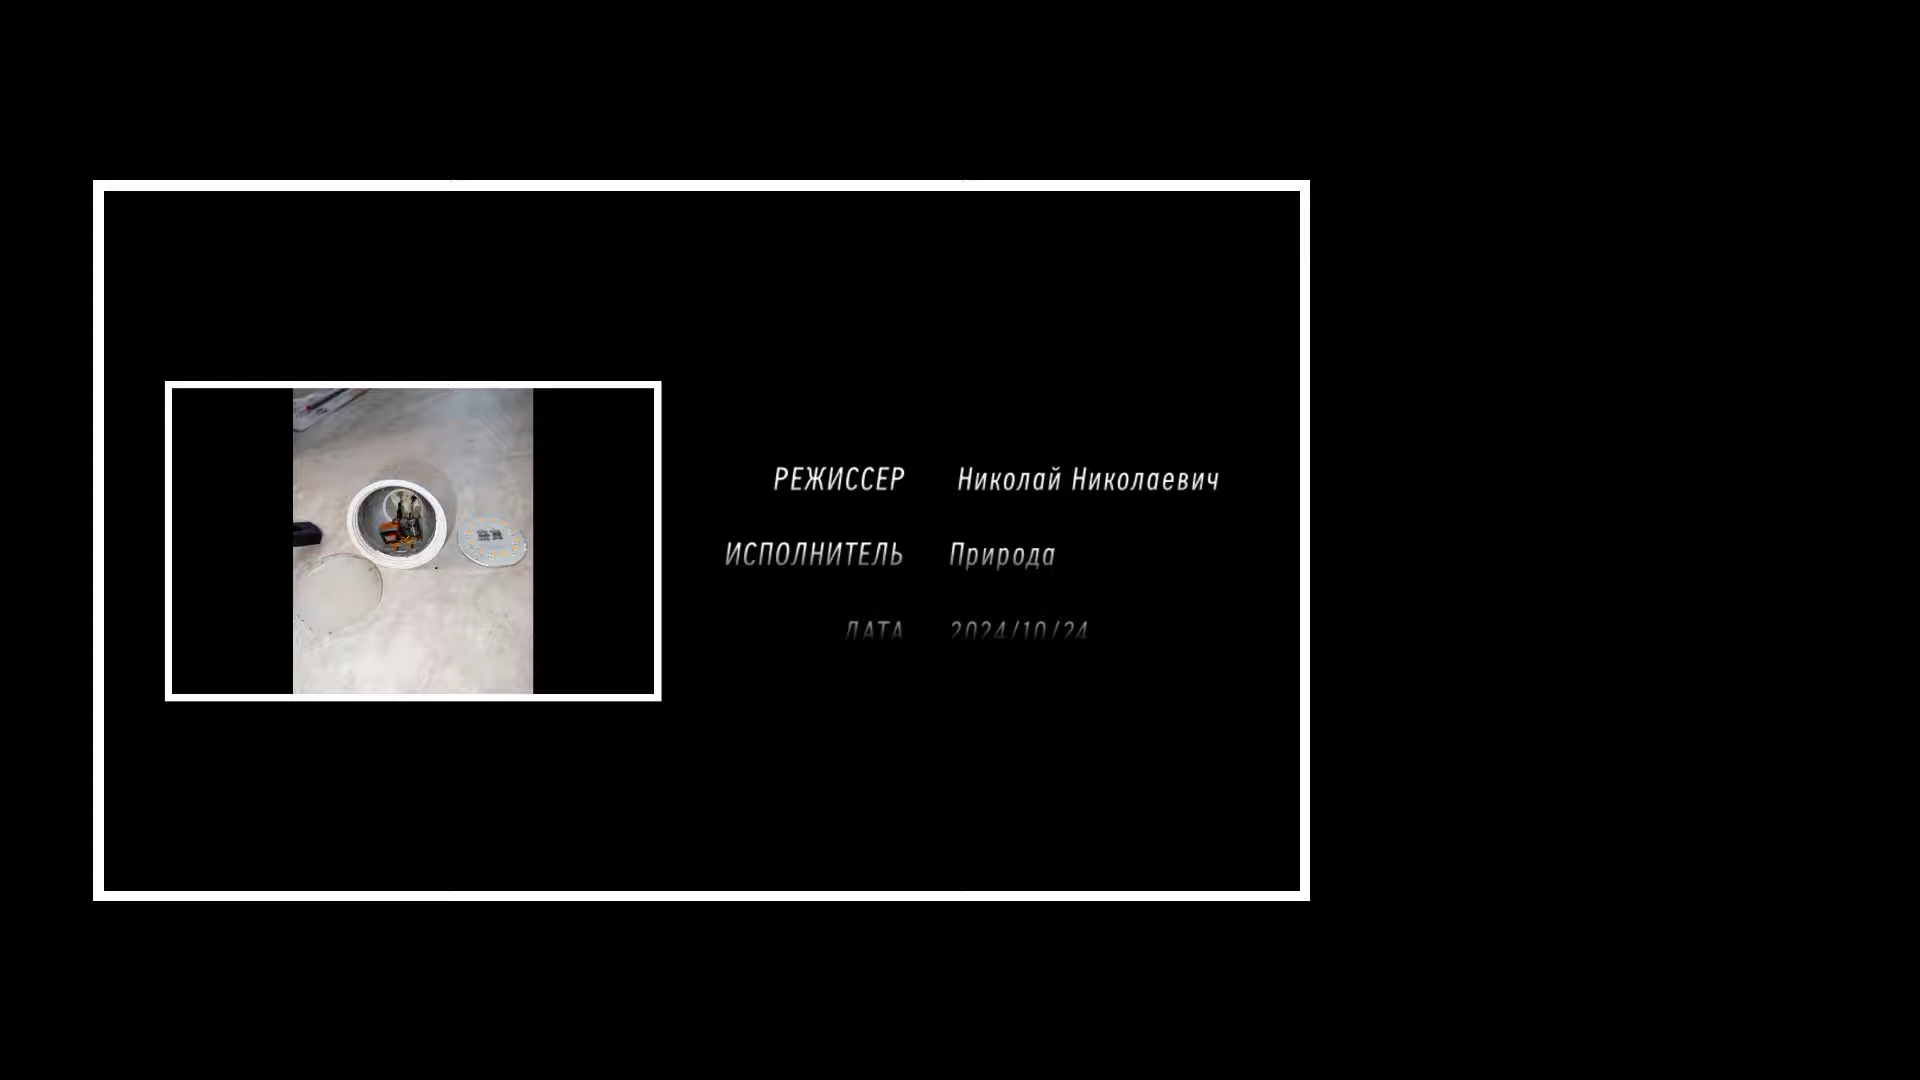 РЕЖИССЕР Николай Николаевич
ИСПОЛНИТЕЛЬ Природа
ДАТА 2024/10/24